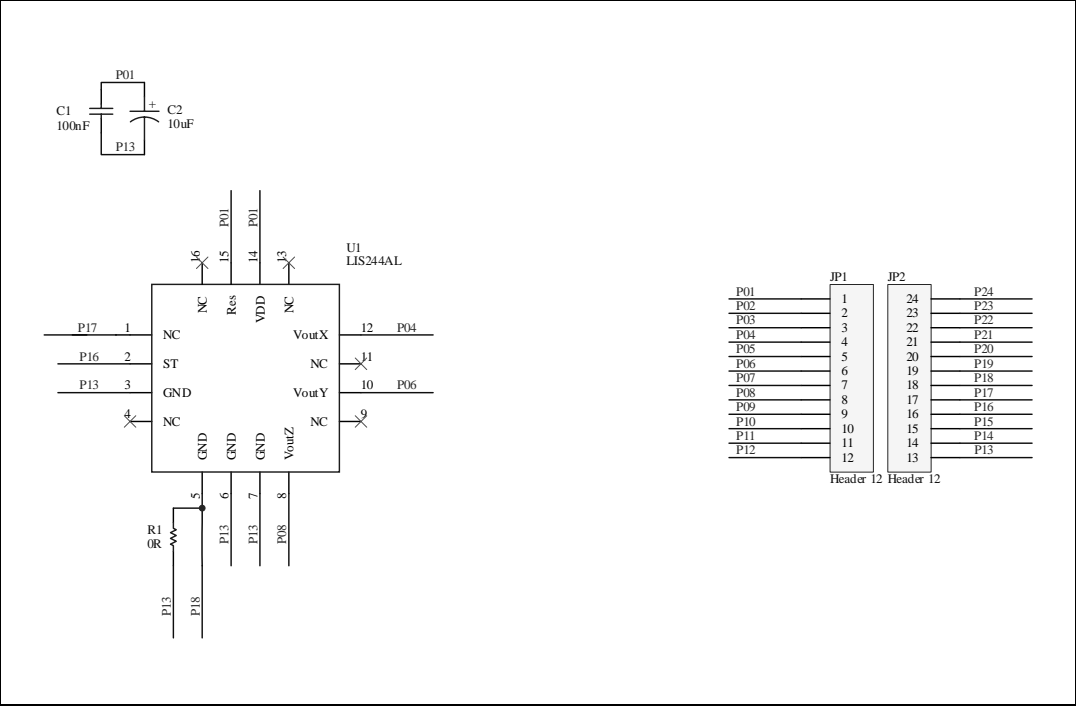 P01
C1
100nF
+
C2
10uF
P13
P01
P01
16
15
14
13
U1
LIS244AL
NC
Res
VDD
NC
P17 1 NC
VoutX 12 P04
P16 2 ST
NC 11
P13 3 GND
VoutY 10 P06
4 NC
NC 9
GND
GND
GND
VoutZ
5
6
7
8
R1
0R
P13
P13
P08
P13
P18
JP1 JP2
P01 1 24 P24
P02 2 23 P23
P03 3 22 P22
P04 4 21 P21
P05 5 20 P20
P06 6 19 P19
P07 7 18 P18
P08 8 17 P17
P09 9 16 P16
P10 10 15 P15
P11 11 14 P14
P12 12 13 P13
Header 12 Header 12